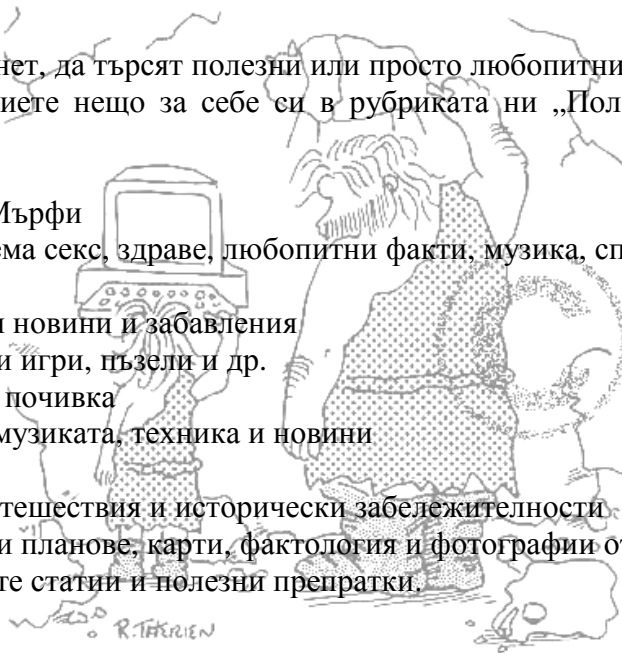 нет, да търсят полезни или просто любопитни
иете нещо за себе си в рубриката ни „Пол
Мърфи
ема секс, здраве, любопитни факти, музика, сп
и новини и забавления
и игри, пъзели и др.
почивка
музиката, техника и новини
тешествия и исторически забележителности
и планове, карти, фактология и фотографии от
те статии и полезни препратки.
R.THERIEN